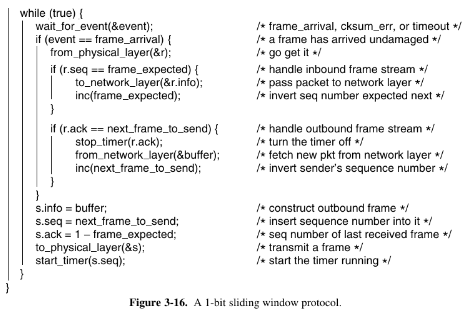 while (true) {
wait_for_event(&event); /* frame_arrival, cksum_err, or timeout */
if (event == frame_arrival) { /* a frame has arrived undamaged */
from_physical_layer(&r); /* go get it */
if (r.seq == frame_expected) { /* handle inbound frame stream */
to_network_layer(&r.info); /* pass packet to network layer */
inc(frame_expected); /* invert seq number expected next */
}
if (r.ack == next_frame_to_send) { /* handle outbound frame stream */
stop_timer(r.ack); /* turn the timer off */
from_network_layer(&buffer); /* fetch new pkt from network layer */
inc(next_frame_to_send); /* invert sender's sequence number */
}
}
s.info = buffer; /* construct outbound frame */
s.seq = next_frame_to_send; /* insert sequence number into it */
s.ack = 1 – frame_expected; /* seq number of last received frame */
to_physical_layer(&s); /* transmit a frame */
start_timer(s.seq); /* start the timer running */
}
}
Figure 3-16. A 1-bit sliding window protocol.